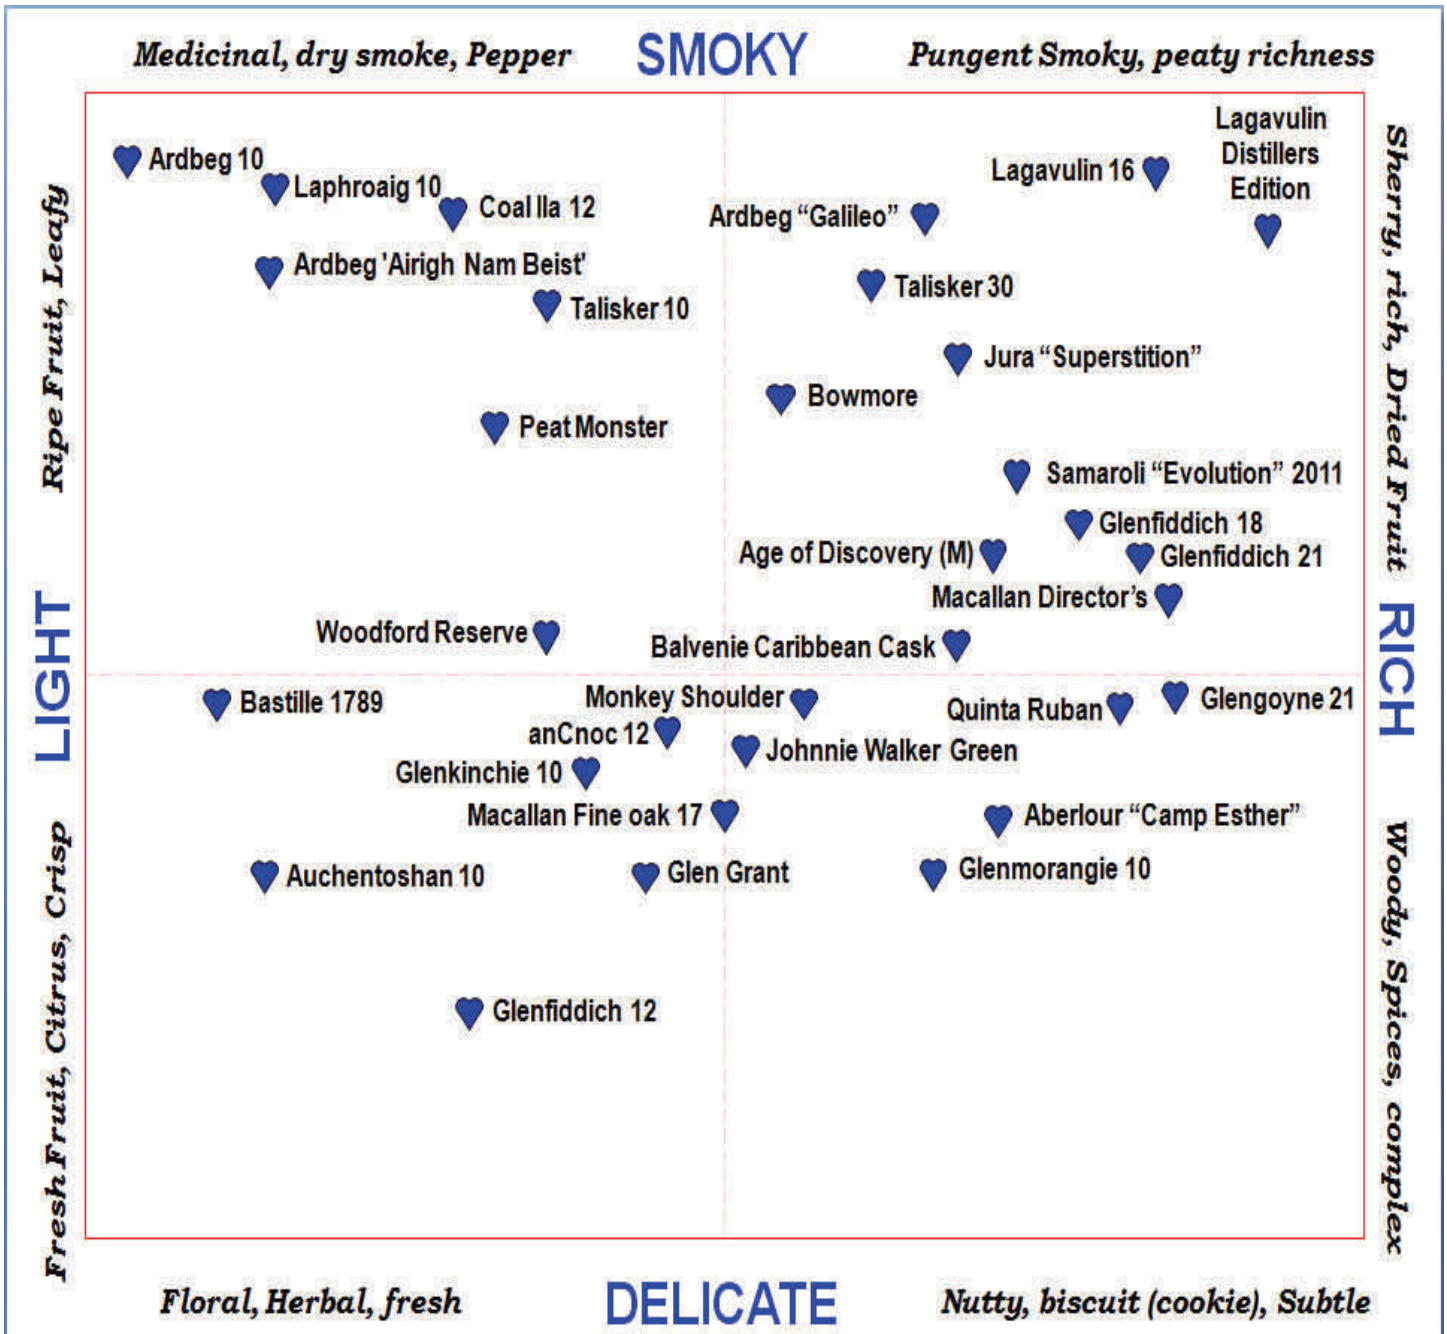 Medicinal, dry smoke, Pepper
SMOKY
Pungent Smoky, peaty richness
Ripe Fruit, Leafy
LIGHT
Fresh Fruit, Citrus, Crisp
Sherry, rich, Dried Fruit
RICH
Woody, Spices, complex
Ardbeg 10
Laphroaig 10
Coal Ila 12
Ardbeg 'Airigh Nam Beist'
Talisker 10
Peat Monster
Woodford Reserve
Lagavulin
Distillers
Edition
Lagavulin 16
Ardbeg “Galileo”
Talisker 30
Jura “Superstition”
Bowmore
Samaroli “Evolution” 2011
Glenfiddich 18
Age of Discovery (M)
Glenfiddich 21
Macallan Director’s
Balvenie Caribbean Cask
Bastille 1789
Monkey Shoulder
Quinta Ruban
Glengoyne 21
anCnoc 12
Johnnie Walker Green
Glenkinchie 10
Macallan Fine oak 17
Aberlour “Camp Esther”
Auchentoshan 10
Glen Grant
Glenmorangie 10
Glenfiddich 12
Floral, Herbal, fresh
DELICATE
Nutty, biscuit (cookie), Subtle